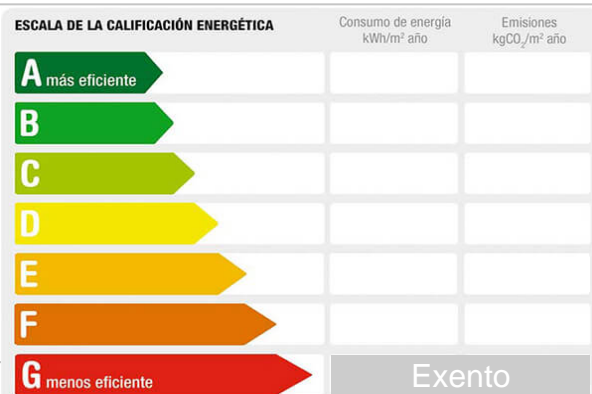 ESCALA DE LA CALIFICACIÓN ENERGÉTICA
Consumo de energía
kWh/m² año
Emisiones
kgCO₂/m² año
A más eficiente
B
C
D
E
F
G menos eficiente
Exento